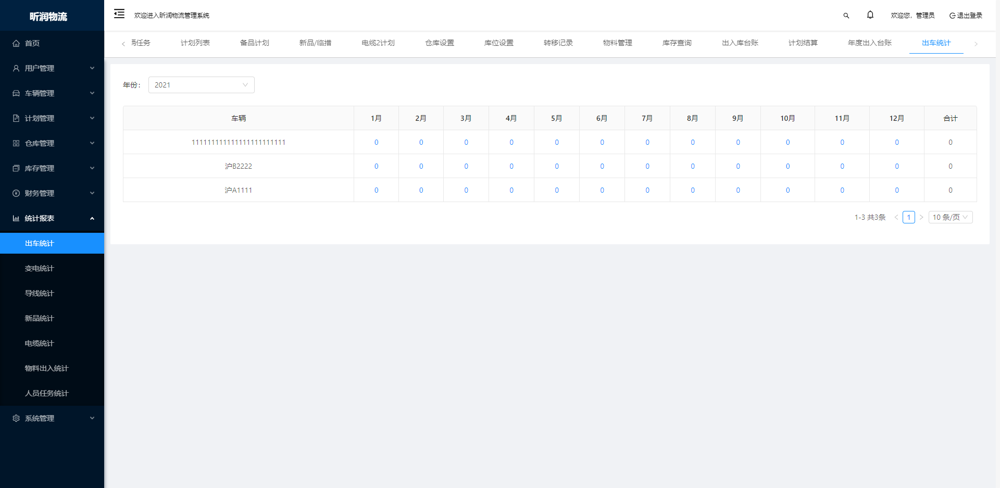 昕润物流
欢迎进入昕润物流管理系统
欢迎您，管理员
退出登录
首页
用户管理
车辆管理
计划管理
仓库管理
库存管理
财务管理
统计报表
出车统计
变电统计
导线统计
新品统计
电缆统计
物料出入统计
人员任务统计
系统管理
任务 计划列表 备品计划 新品/临措 电缆2计划 仓库设置 库位设置 转移记录 物料管理 库存查询 出入库台账 计划结算 年度出入台账 出车统计
年份： 2021
车辆 1月 2月 3月 4月 5月 6月 7月 8月 9月 10月 11月 12月 合计
111111111111111111111111 0 0 0 0 0 0 0 0 0 0 0 0 0
沪B2222 0 0 0 0 0 0 0 0 0 0 0 0 0
沪A1111 0 0 0 0 0 0 0 0 0 0 0 0 0
1-3 共3条 < 1 > 10 条/页